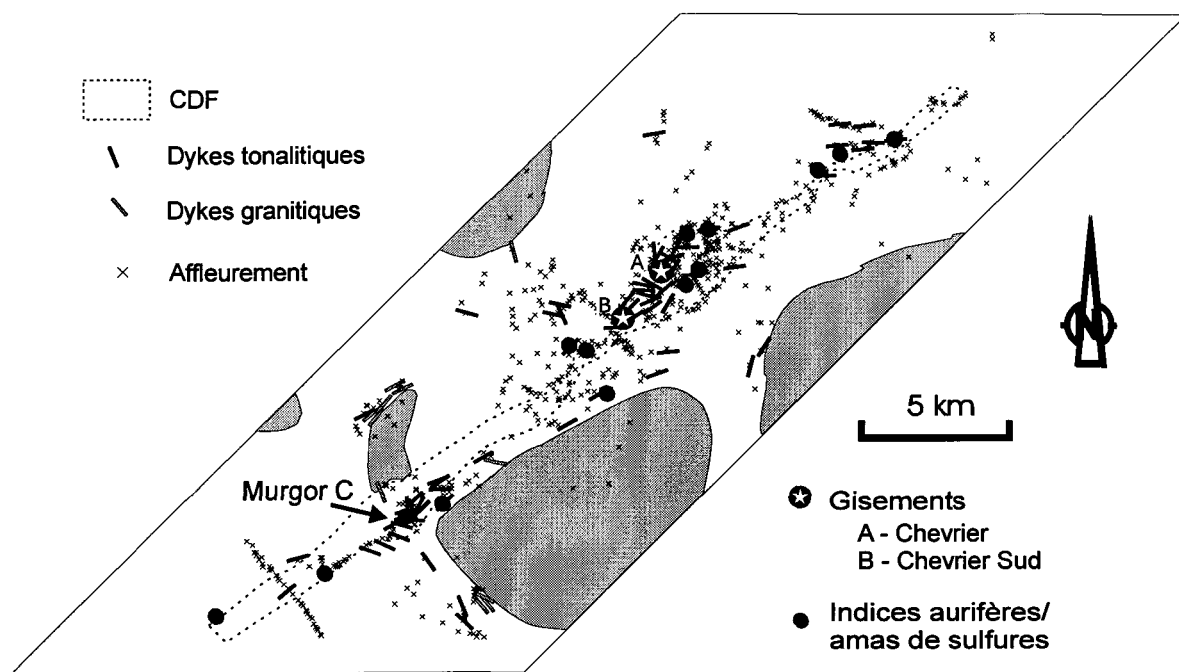 CDF
Dykes tonalitiques
Dykes granitiques
Affleurement
A
B
Murgor C
N
5 km
Gisements
A - Chevrier
B - Chevrier Sud
Indices aurifères/
amas de sulfures